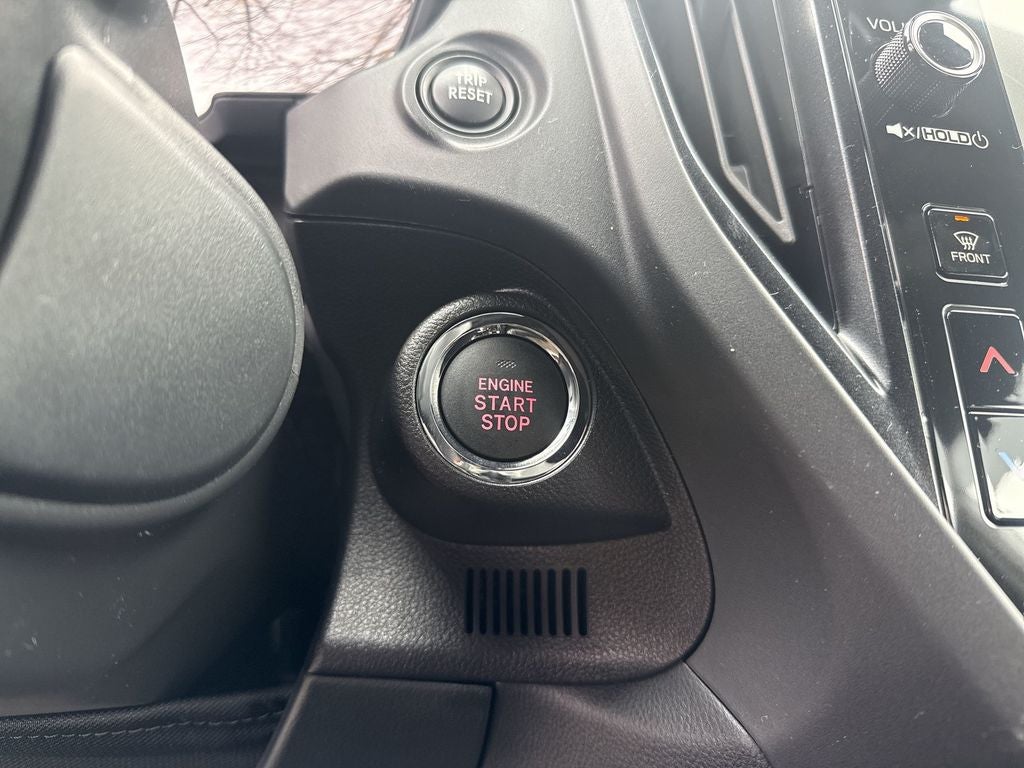 TRIP
RESET
VOL
/HOLD
FRONT
ENGINE
START
STOP